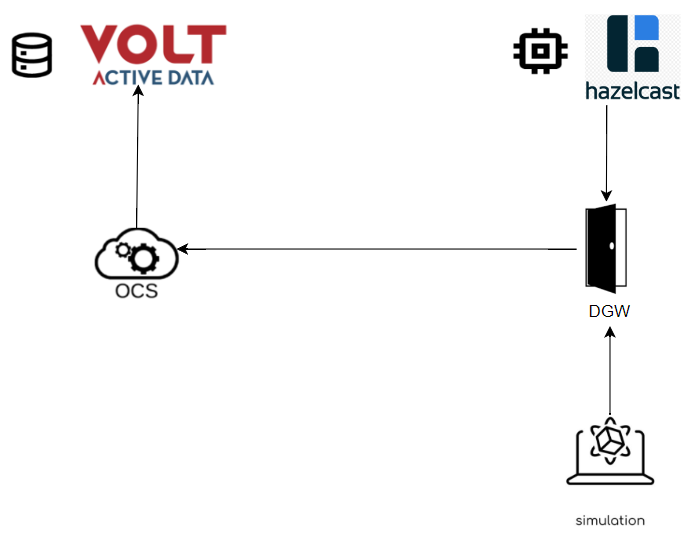 VOLT
ACTIVE DATA
hazelcast
OCS
DGW
simulation